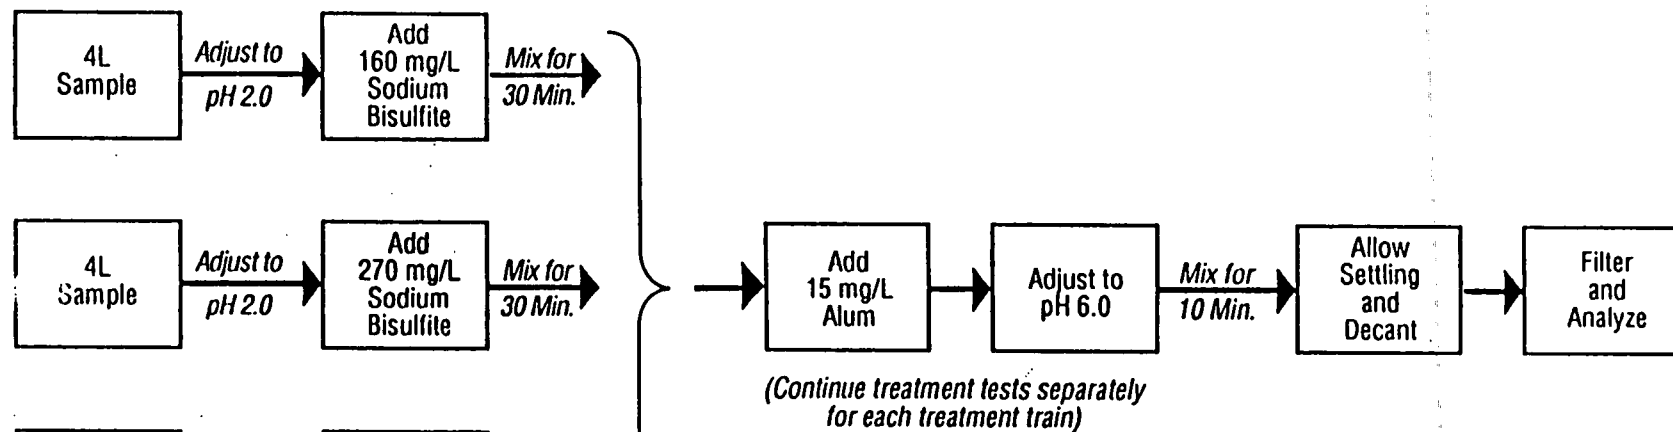 4L
Sample
Adjust to
pH 2.0
Add
160 mg/L
Sodium
Bisulfite
Mix for
30 Min.
4L
Sample
Adjust to
pH 2.0
Add
270 mg/L
Sodium
Bisulfite
Mix for
30 Min.
Add
15 mg/L
Alum
Adjust to
pH 6.0
Mix for
10 Min.
Allow
Settling
and
Decant
Filter
and
Analyze
(Continue treatment tests separately
for each treatment train)